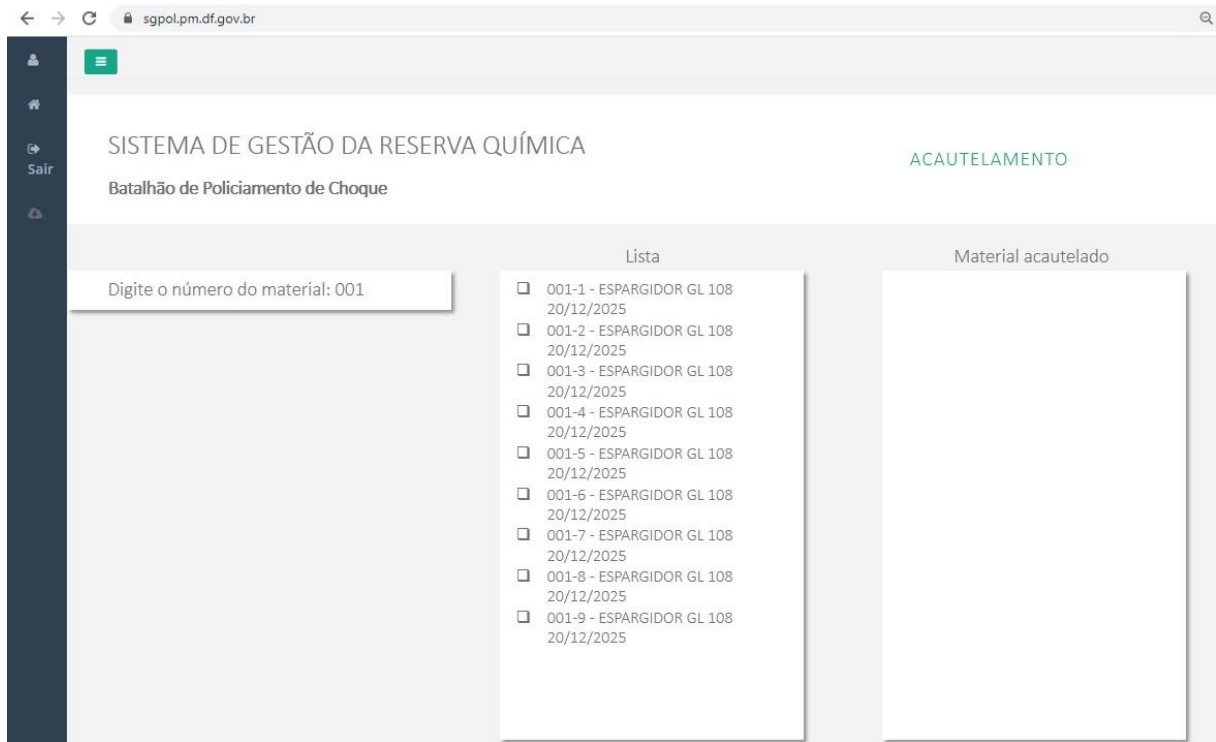 sgpol.pm.df.gov.br
SISTEMA DE GESTÃO DA RESERVA QUÍMICA
ACAUTELAMENTO
Sair
Batalhão de Policiamento de Choque
Lista
Material acautelado
Digite o número do material: 001
001-1 - ESPARGIDOR GL 108
20/12/2025
001-2 - ESPARGIDOR GL 108
20/12/2025
001-3 - ESPARGIDOR GL 108
20/12/2025
001-4 - ESPARGIDOR GL 108
20/12/2025
001-5 - ESPARGIDOR GL 108
20/12/2025
001-6 - ESPARGIDOR GL 108
20/12/2025
001-7 - ESPARGIDOR GL 108
20/12/2025
001-8 - ESPARGIDOR GL 108
20/12/2025
001-9 - ESPARGIDOR GL 108
20/12/2025